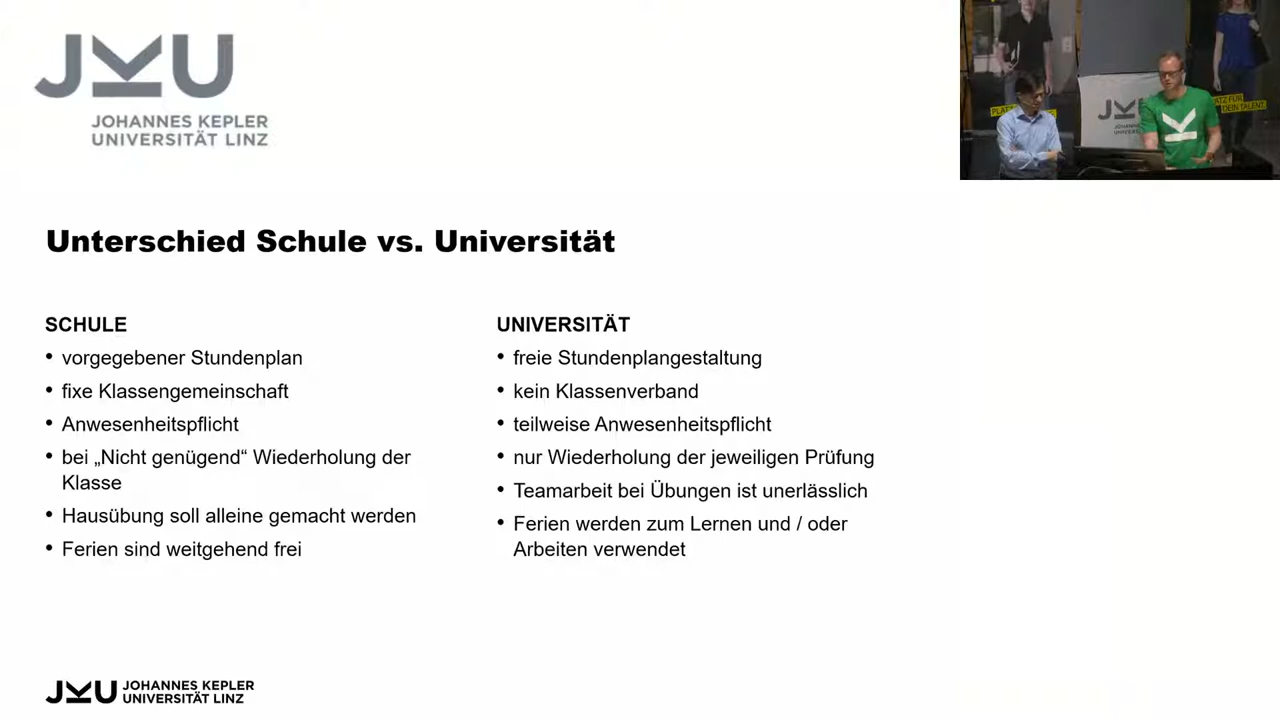 JKU
JOHANNES KEPLER
UNIVERSITÄT LINZ
Unterschied Schule vs. Universität
SCHULE
• vorgegebener Stundenplan
• fixe Klassengemeinschaft
• Anwesenheitspflicht
• bei „Nicht genügend“ Wiederholung der
Klasse
• Hausübung soll alleine gemacht werden
• Ferien sind weitgehend frei
UNIVERSITÄT
• freie Stundenplangestaltung
• kein Klassenverband
• teilweise Anwesenheitspflicht
• nur Wiederholung der jeweiligen Prüfung
• Teamarbeit bei Übungen ist unerlässlich
• Ferien werden zum Lernen und / oder
Arbeiten verwendet
JKU JOHANNES KEPLER
UNIVERSITÄT LINZ
DEIN TALENT